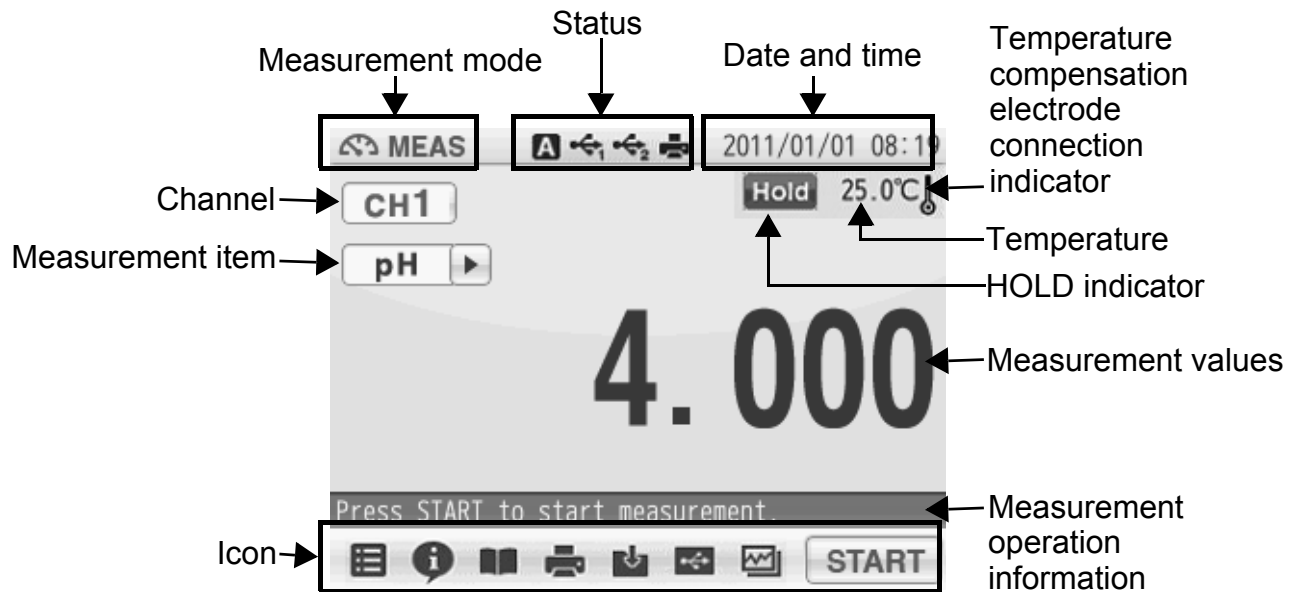 Status
Measurement mode
Date and time
Temperature
compensation
electrode
connection
indicator
MEAS
A
1
2
2011/01/01 08:19
Channel
CH1
Hold
25.0℃
Measurement item
pH
Temperature
HOLD indicator
4.000
Measurement values
Press START to start measurement.
Measurement
operation
information
Icon
i
START